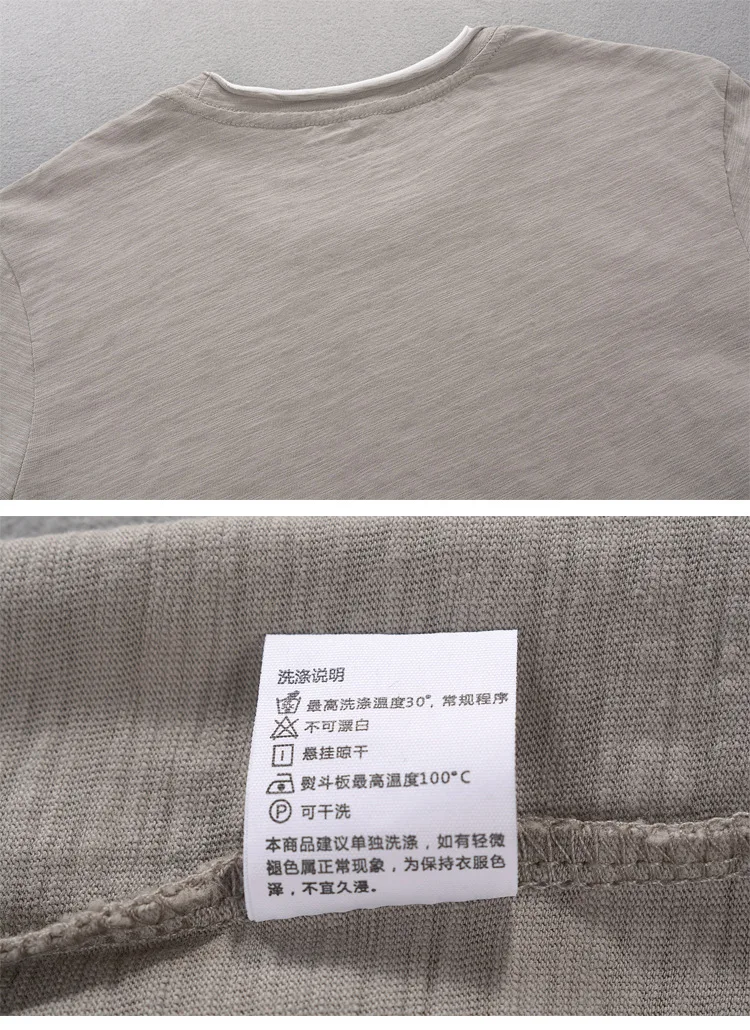 洗涤说明
最高洗涤温度30°, 常规程序
不可漂白
悬挂晾干
熨斗板最高温度100°C
P 可干洗
本商品建议单独洗涤，如有轻微
褪色属正常现象，为保持衣服色
泽，不宜久浸。